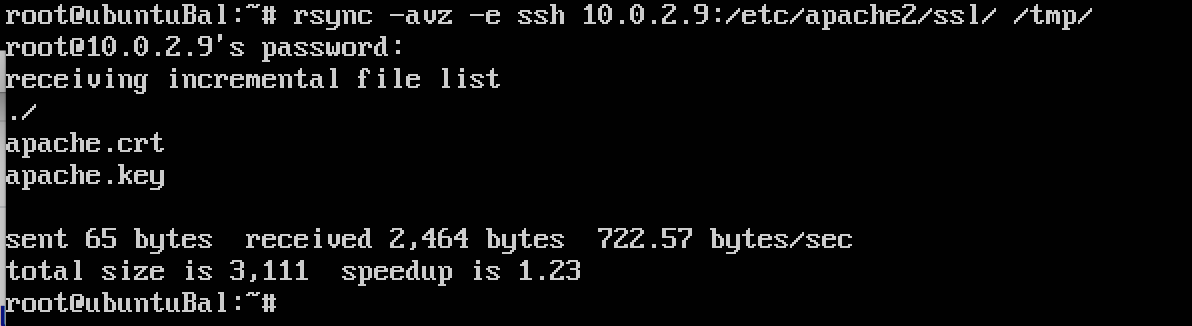 root@ubuntuBal:~# rsync -avz -e ssh 10.0.2.9:/etc/apache2/ssl/ /tmp/
root@10.0.2.9's password:
receiving incremental file list
./
apache.crt
apache.key
sent 65 bytes  received 2,464 bytes  722.57 bytes/sec
total size is 3,111  speedup is 1.23
root@ubuntuBal:~#